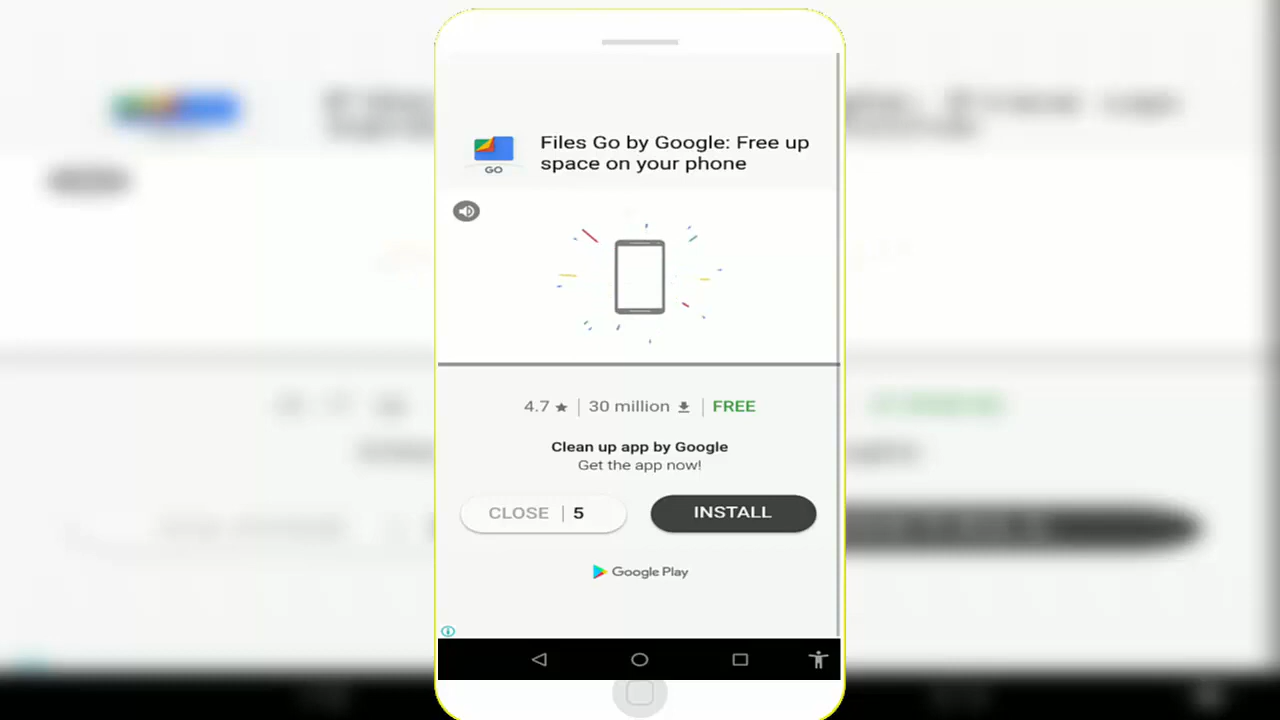 Files Go by Google: Free up
space on your phone
GO
4.7 ★ | 30 million | FREE
Clean up app by Google
Get the app now!
CLOSE | 5
INSTALL
Google Play